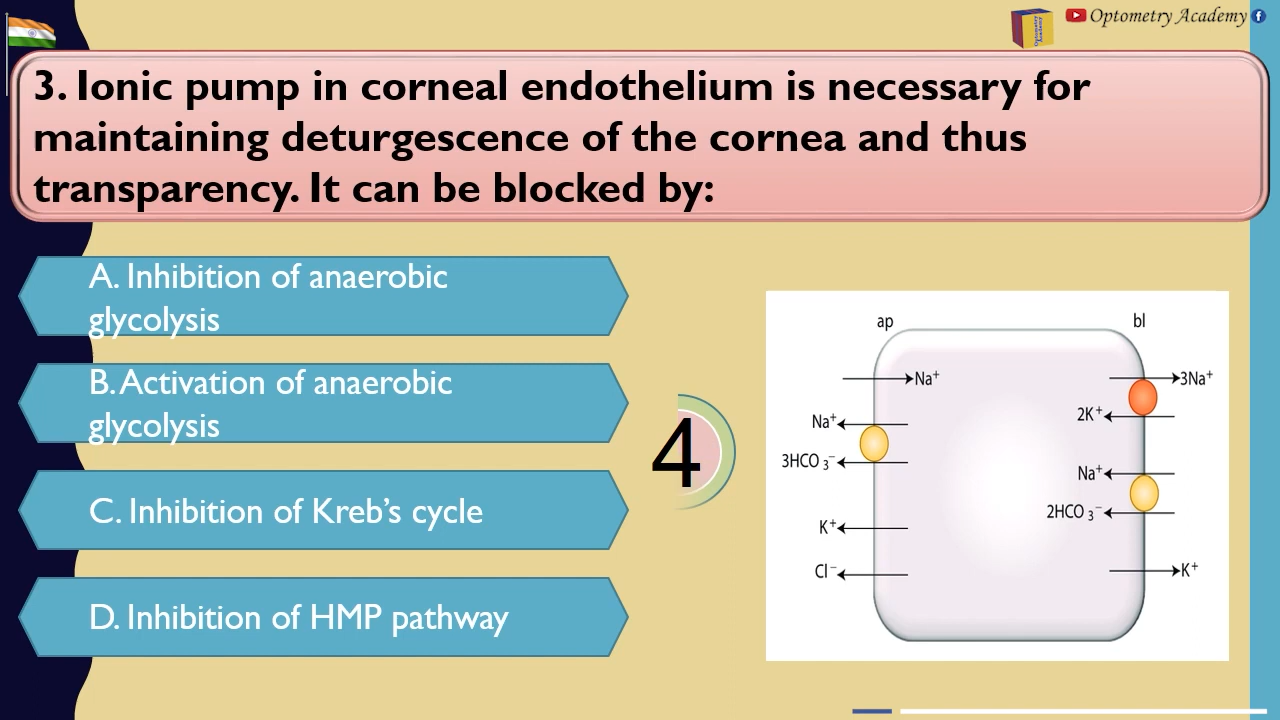 Optometry Academy
Optometry
Academy
3. Ionic pump in corneal endothelium is necessary for
maintaining deturgescence of the cornea and thus
transparency. It can be blocked by:
A. Inhibition of anaerobic
glycolysis
B. Activation of anaerobic
glycolysis
C. Inhibition of Kreb’s cycle
D. Inhibition of HMP pathway
4
ap bl
Na⁺ 3Na⁺
Na⁺ 2K⁺
3HCO₃⁻ Na⁺
2HCO₃⁻
K⁺
Cl⁻ K⁺